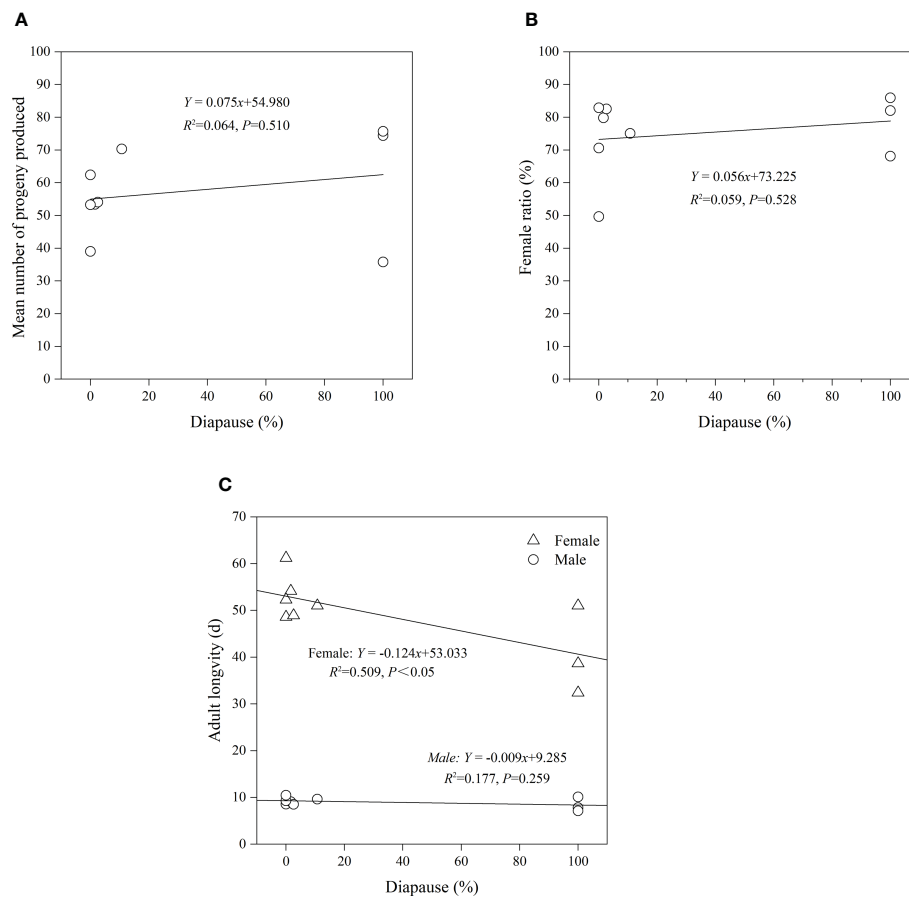 A
100
90
80
70
60
50
40
30
20
10
0
Mean number of progeny produced
Y = 0.075x+54.980
R²=0.064, P=0.510
0 20 40 60 80 100
Diapause (%)
B
100
90
80
70
60
50
40
30
20
10
0
Female ratio (%)
Y = 0.056x+73.225
R²=0.059, P=0.528
0 20 40 60 80 100
Diapause (%)
C
70
60
50
40
30
20
10
0
Adult longvity (d)
Female
Male
Female: Y = -0.124x+53.033
R²=0.509, P<0.05
Male: Y = -0.009x+9.285
R²=0.177, P=0.259
0 20 40 60 80 100
Diapause (%)